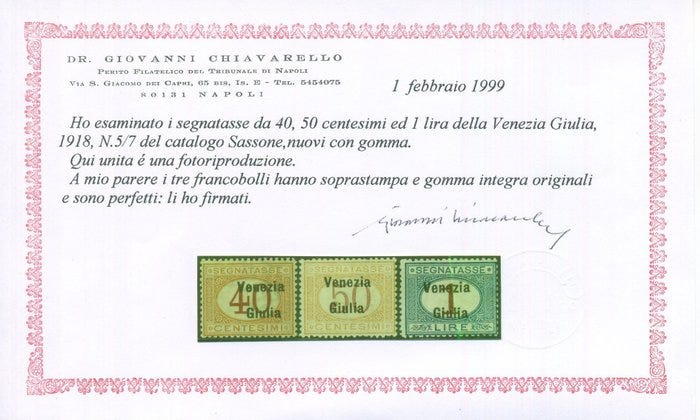 DR. GIOVANNI CHIAVARELLO
PERITO FILATELICO DEL TRIBUNALE DI NAPOLI
VIA S. GIACOMO DEI CAPRI, 65 BIS, IS. E - TEL. 5454075
80131 NAPOLI
1 febbraio 1999
Ho esaminato i segnatasse da 40, 50 centesimi ed 1 lira della Venezia Giulia,
1918, N.5/7 del catalogo Sassone,nuovi con gomma.
Qui unita é una fotoriproduzione.
A mio parere i tre francobolli hanno soprastampa e gomma integra originali
e sono perfetti: li ho firmati.
SEGNATASSE SEGNATASSE SEGNATASSE
Venezia Venezia Venezia
40 50 1
Giulia Giulia Giulia
CENTESIMI CENTESIMI LIRE